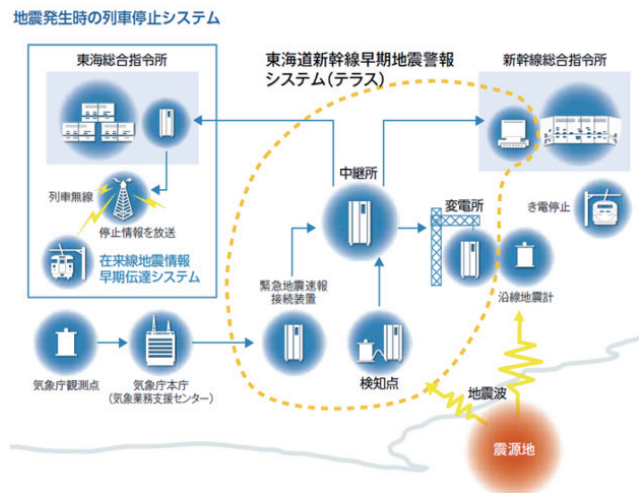 地震発生時の列車停止システム
東海総合指令所
東海道新幹線早期地震警報
システム(テラス)
新幹線総合指令所
中継所
列車無線
停止情報を放送
変電所
き電停止
在来線地震情報
早期伝達システム
緊急地震速報
接続装置
沿線地震計
気象庁観測点
気象庁本庁
(気象業務支援センター)
検知点
地震波
震源地